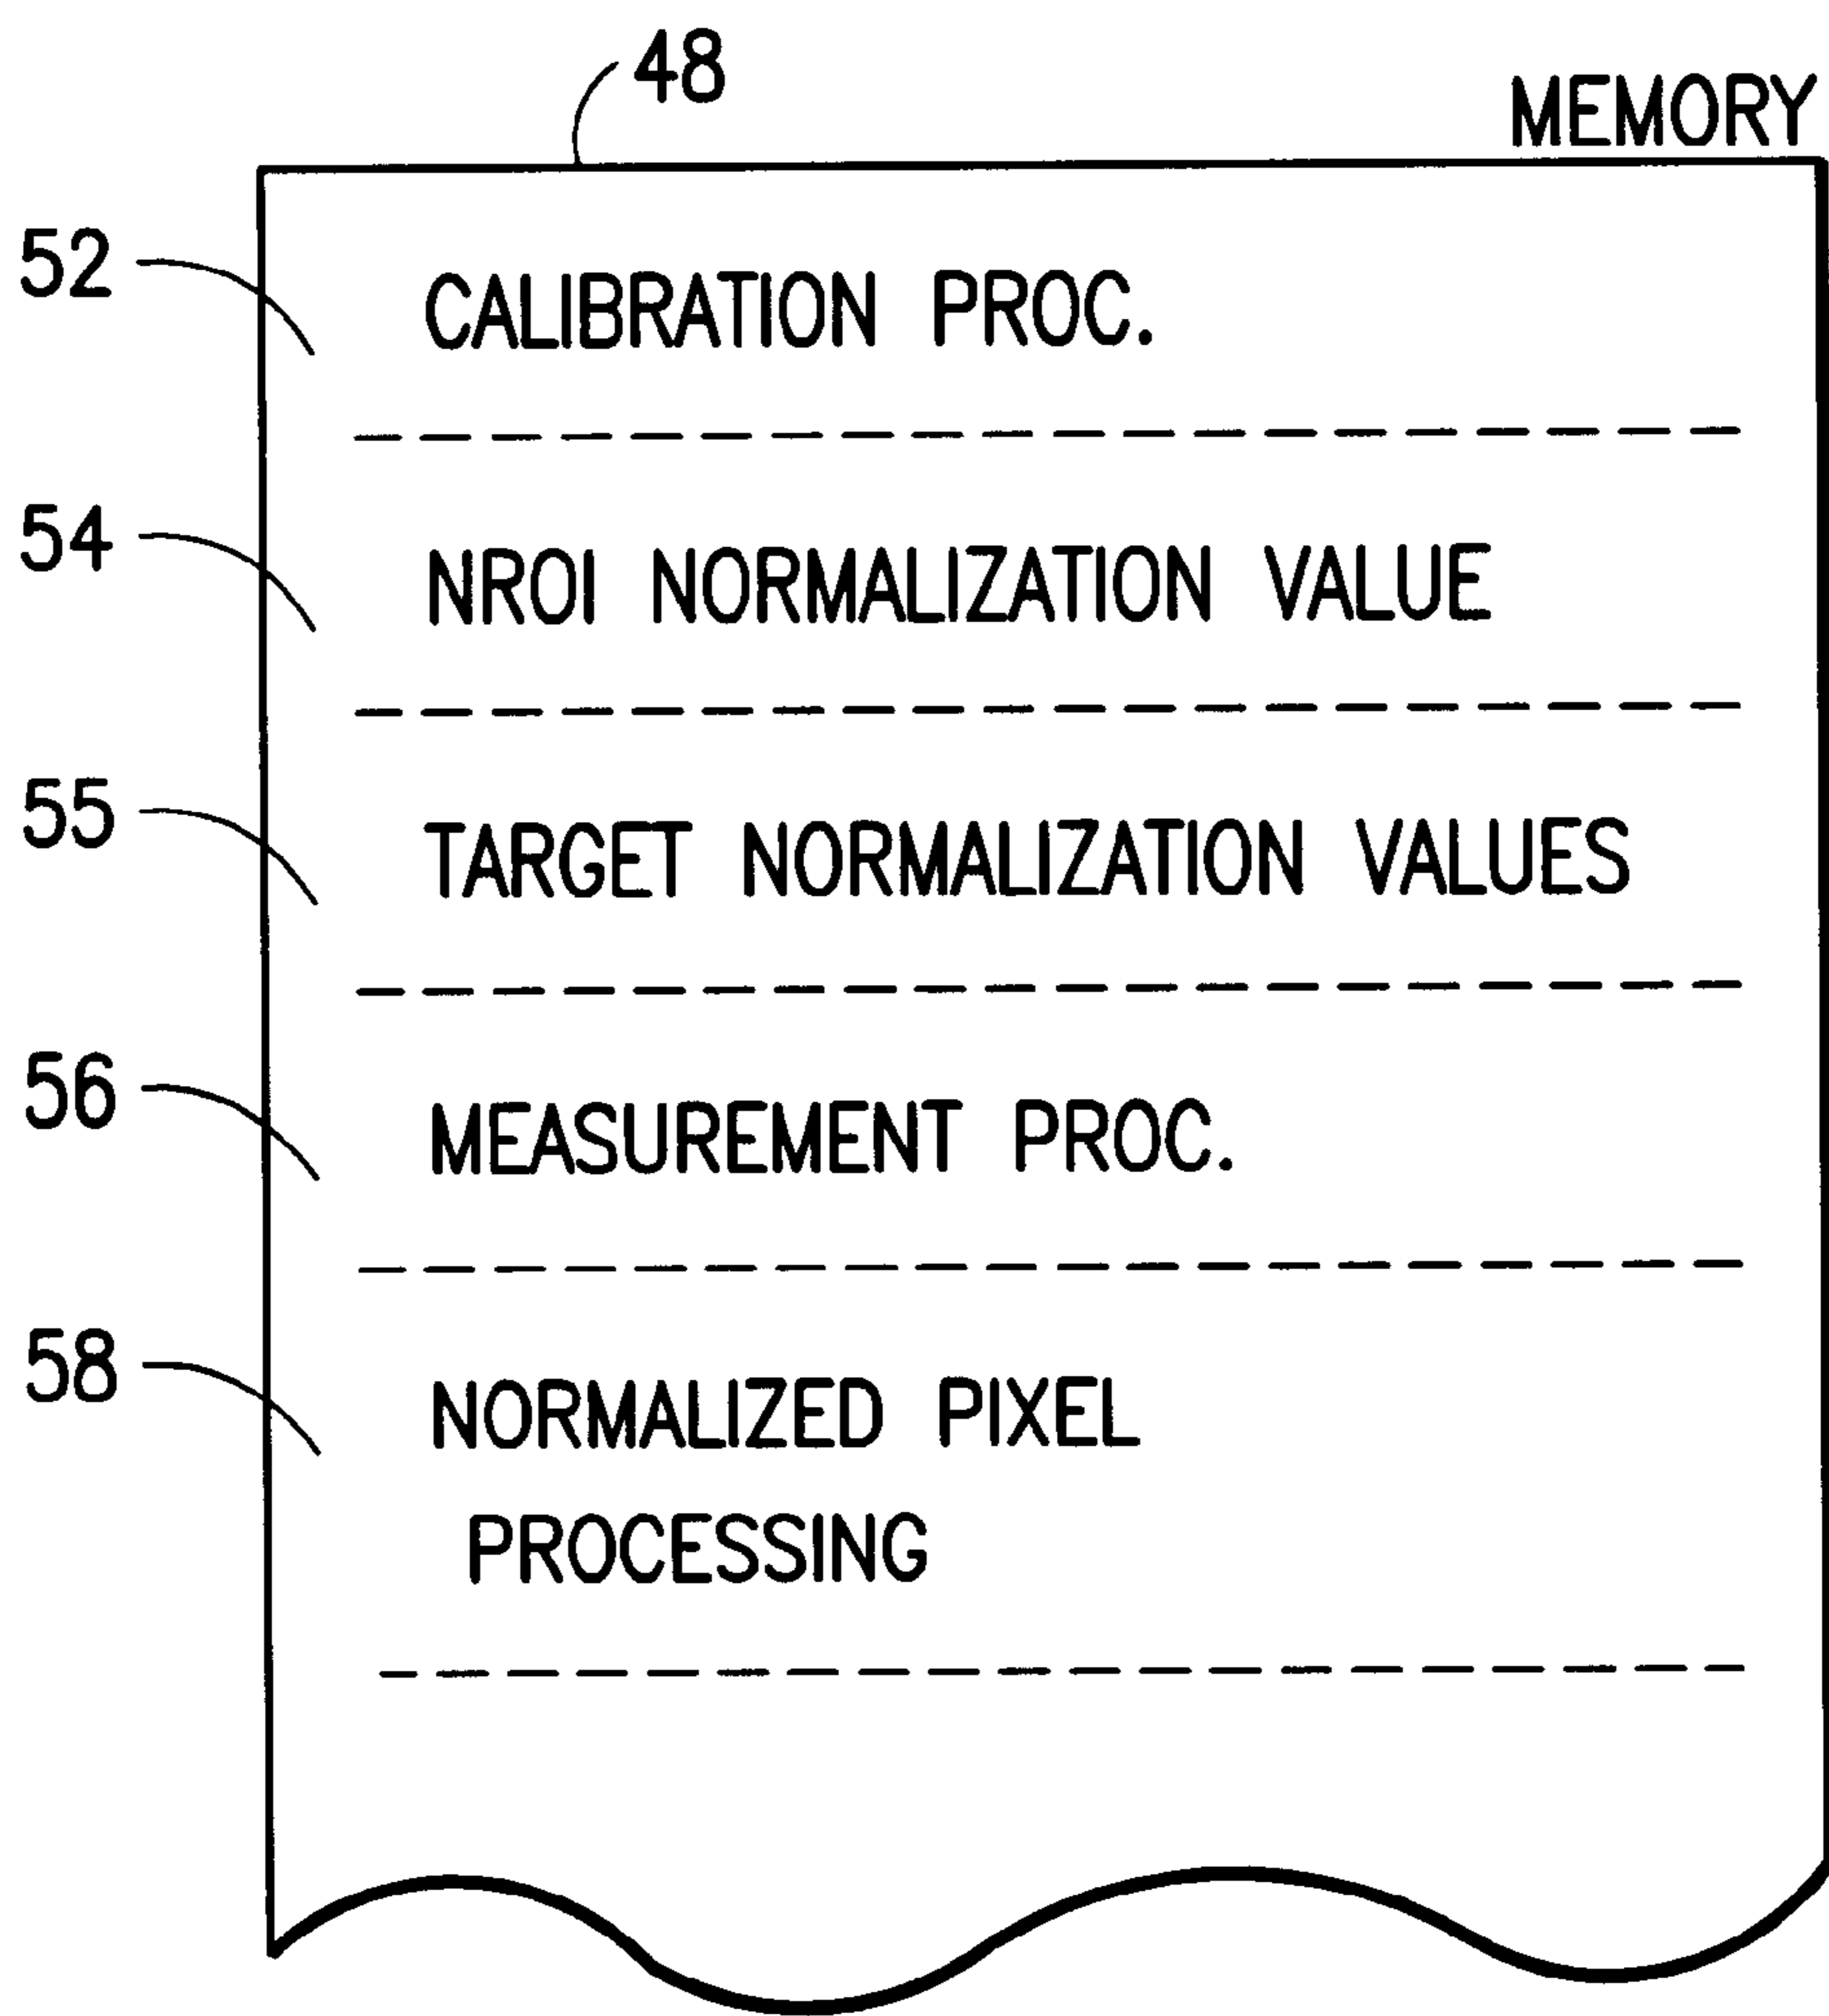 48
MEMORY
52
CALIBRATION PROC.
54
NROI NORMALIZATION VALUE
55
TARGET NORMALIZATION VALUES
56
MEASUREMENT PROC.
58
NORMALIZED PIXEL
PROCESSING